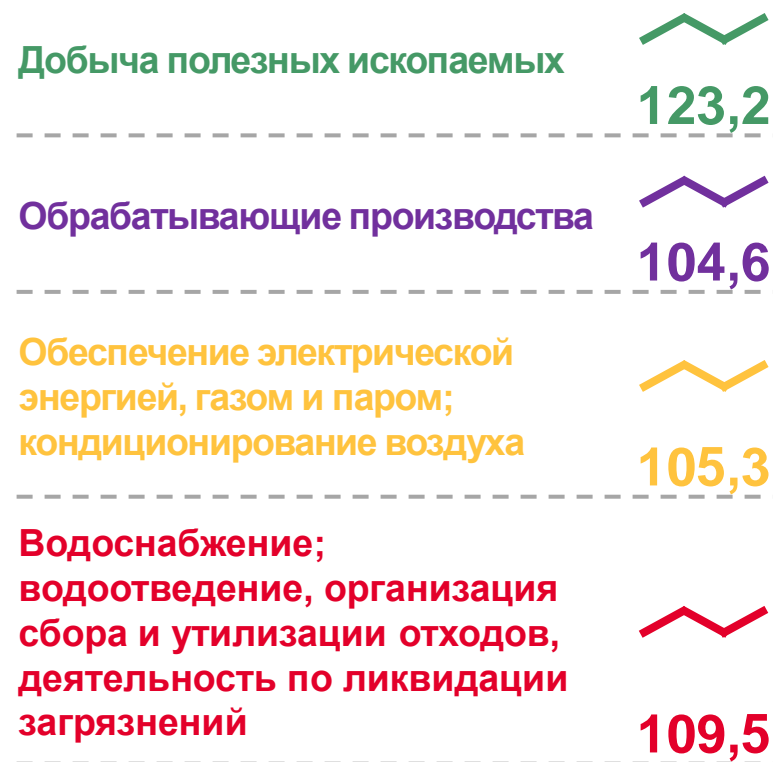 Добыча полезных ископаемых
123,2
Обрабатывающие производства
104,6
Обеспечение электрической
энергией, газом и паром;
кондиционирование воздуха
105,3
Водоснабжение;
водоотведение, организация
сбора и утилизации отходов,
деятельность по ликвидации
загрязнений
109,5